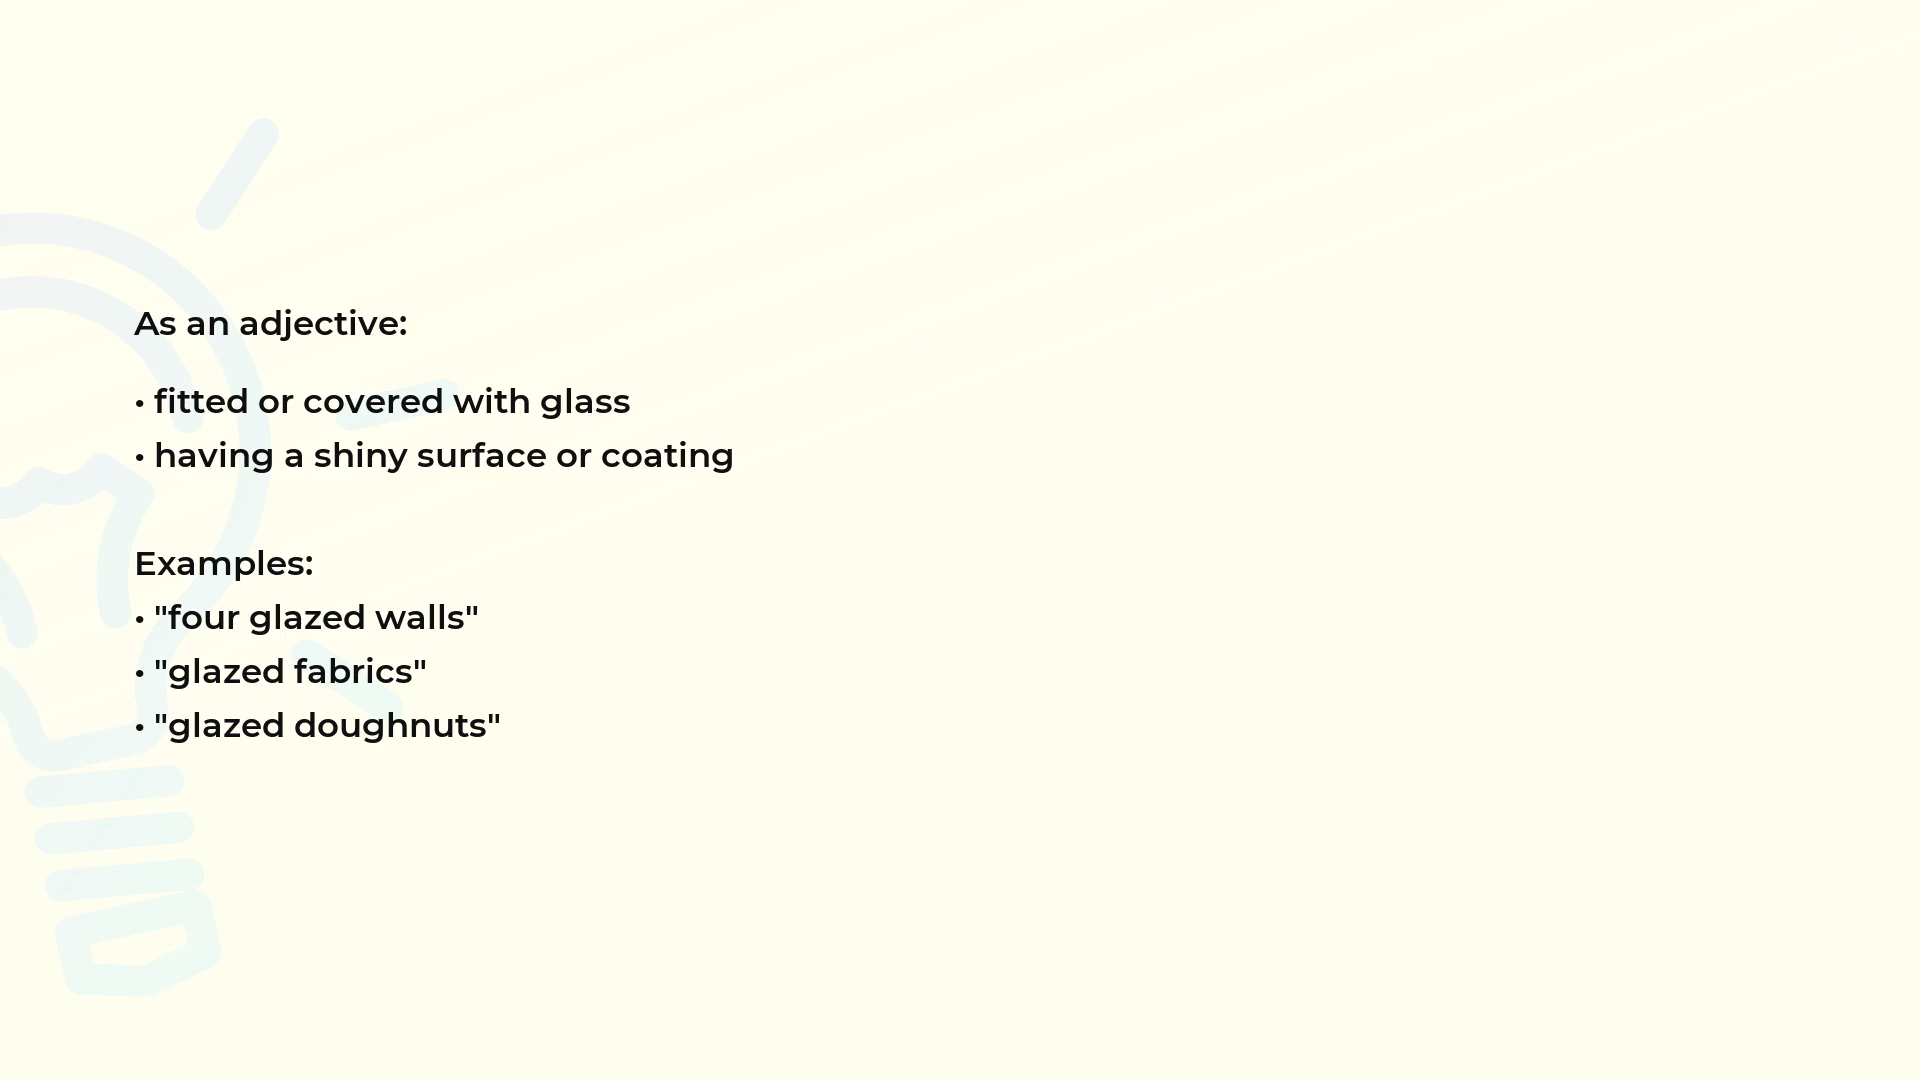 As an adjective:
• fitted or covered with glass
• having a shiny surface or coating
Examples:
• "four glazed walls"
• "glazed fabrics"
• "glazed doughnuts"